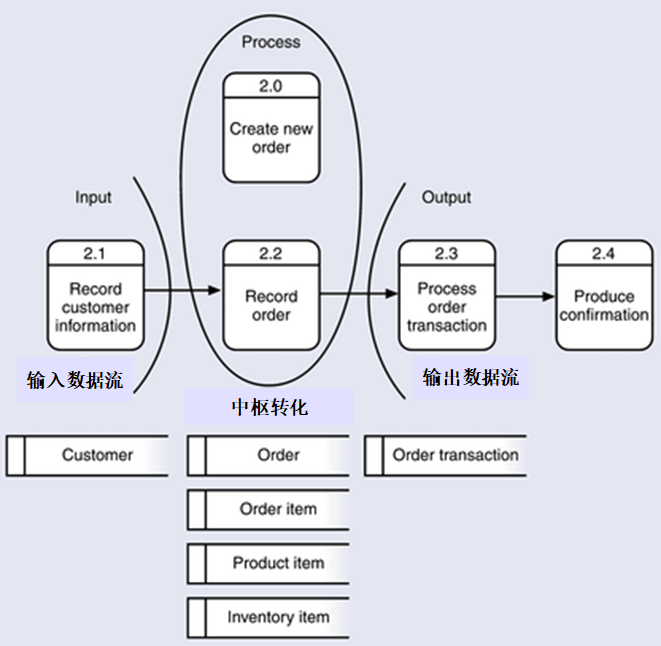 Process
2.0
Create new
order
Input
Output
2.1
Record
customer
information
2.2
Record
order
2.3
Process
order
transaction
2.4
Produce
confirmation
输入数据流
中枢转化
输出数据流
Customer
Order
Order transaction
Order item
Product item
Inventory item